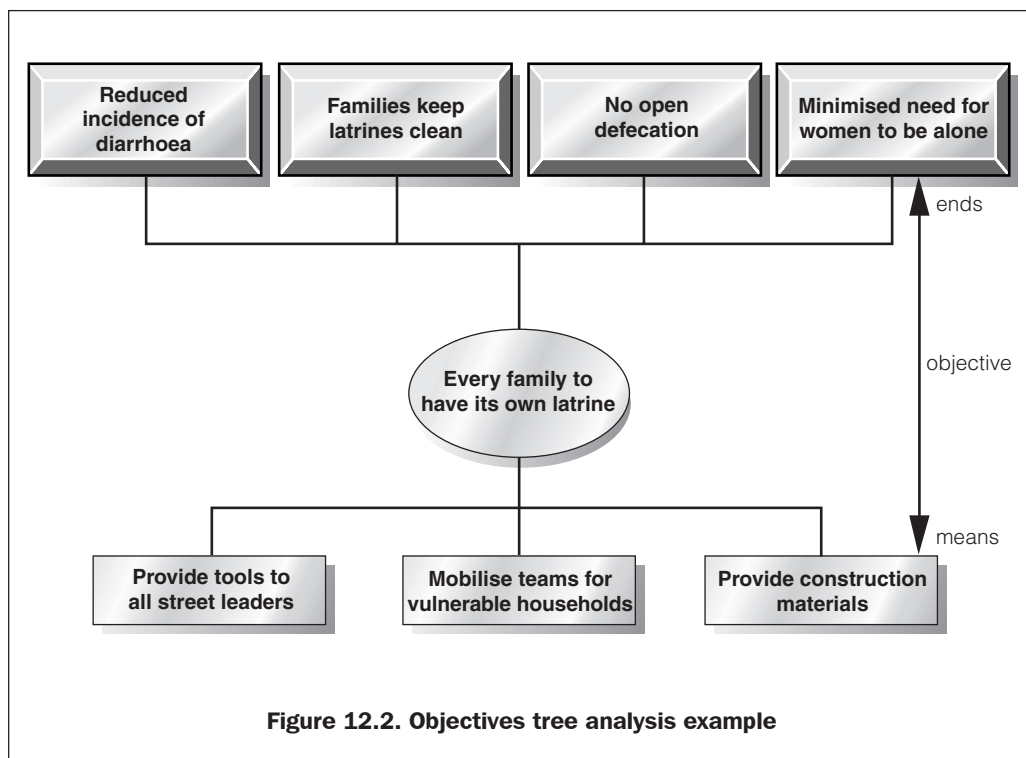 Reduced
incidence of
diarrhoea
Families keep
latrines clean
No open
defecation
Minimised need for
women to be alone
ends
Every family to
have its own latrine
objective
means
Provide tools to
all street leaders
Mobilise teams for
vulnerable households
Provide construction
materials
Figure 12.2. Objectives tree analysis example